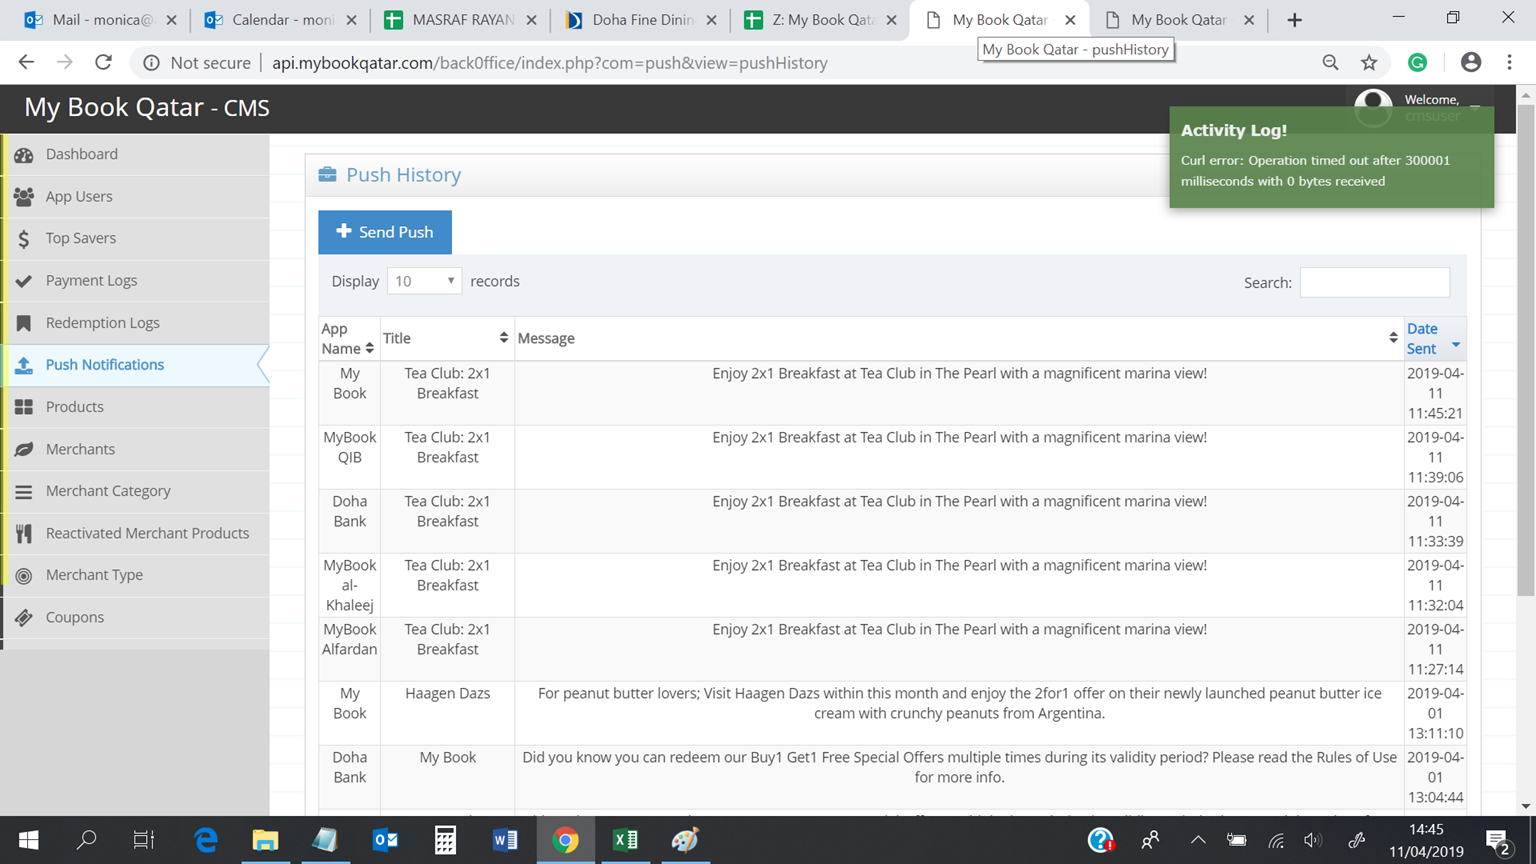 Mail - monica@
Calendar - moni
MASRAF RAYAN
Doha Fine Dinin
Z: My Book Qata
My Book Qatar -
My Book Qatar -
My Book Qatar - pushHistory
Not secure
api.mybookqatar.com/back0ffice/index.php?com=push&view=pushHistory
My Book Qatar - CMS
Welcome,
cmsuser
Activity Log!
Curl error: Operation timed out after 300001
milliseconds with 0 bytes received
Dashboard
App Users
Top Savers
Payment Logs
Redemption Logs
Push Notifications
Products
Merchants
Merchant Category
Reactivated Merchant Products
Merchant Type
Coupons
Push History
Send Push
Display 10 records
Search:
App
Name
Title
Message
Date
Sent
My
Book
Tea Club: 2x1
Breakfast
Enjoy 2x1 Breakfast at Tea Club in The Pearl with a magnificent marina view!
2019-04-
11
11:45:21
MyBook
QIB
Tea Club: 2x1
Breakfast
Enjoy 2x1 Breakfast at Tea Club in The Pearl with a magnificent marina view!
2019-04-
11
11:39:06
Doha
Bank
Tea Club: 2x1
Breakfast
Enjoy 2x1 Breakfast at Tea Club in The Pearl with a magnificent marina view!
2019-04-
11
11:33:39
MyBook
al-
Khaleej
Tea Club: 2x1
Breakfast
Enjoy 2x1 Breakfast at Tea Club in The Pearl with a magnificent marina view!
2019-04-
11
11:32:04
MyBook
Alfardan
Tea Club: 2x1
Breakfast
Enjoy 2x1 Breakfast at Tea Club in The Pearl with a magnificent marina view!
2019-04-
11
11:27:14
My
Book
Haagen Dazs
For peanut butter lovers; Visit Haagen Dazs within this month and enjoy the 2for1 offer on their newly launched peanut butter ice
cream with crunchy peanuts from Argentina.
2019-04-
01
13:11:10
Doha
Bank
My Book
Did you know you can redeem our Buy1 Get1 Free Special Offers multiple times during its validity period? Please read the Rules of Use
for more info.
2019-04-
01
13:04:44
14:45
11/04/2019
2